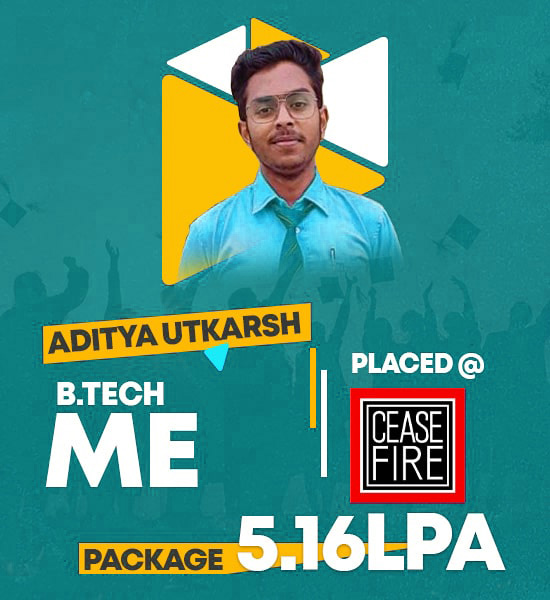 ADITYA UTKARSH
B.TECH
ME
PLACED @
CEASE
FIRE
PACKAGE 5.16LPA